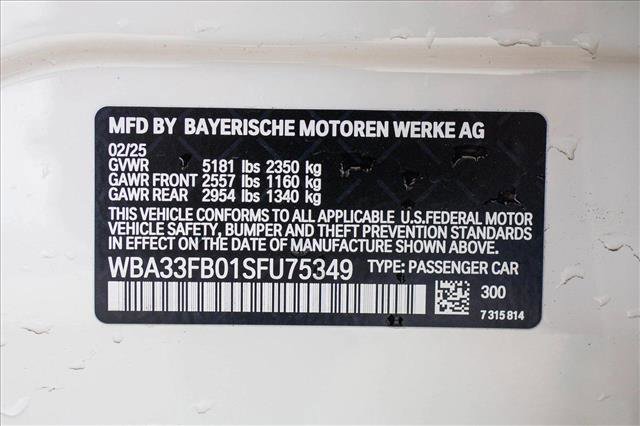 MFD BY BAYERISCHE MOTOREN WERKE AG
02/25
GVWR 5181 lbs 2350 kg
GAWR FRONT 2557 lbs 1160 kg
GAWR REAR 2954 lbs 1340 kg
THIS VEHICLE CONFORMS TO ALL APPLICABLE U.S.FEDERAL MOTOR
VEHICLE SAFETY, BUMPER AND THEFT PREVENTION STANDARDS
IN EFFECT ON THE DATE OF MANUFACTURE SHOWN ABOVE.
WBA33FB01SFU75349 TYPE: PASSENGER CAR
300
7 315 814